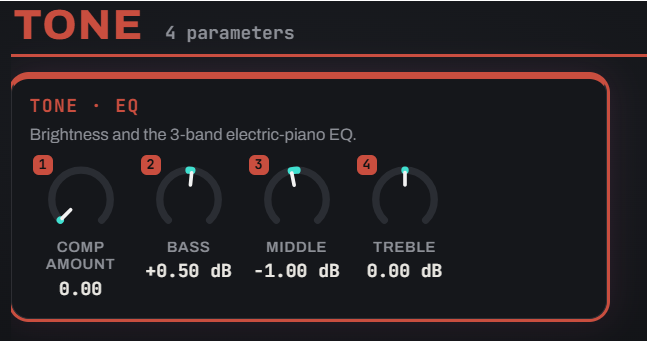 TONE 4 parameters
TONE · EQ
Brightness and the 3-band electric-piano EQ.
1 2 3 4
COMP AMOUNT BASS MIDDLE TREBLE
0.00 +0.50 dB -1.00 dB 0.00 dB